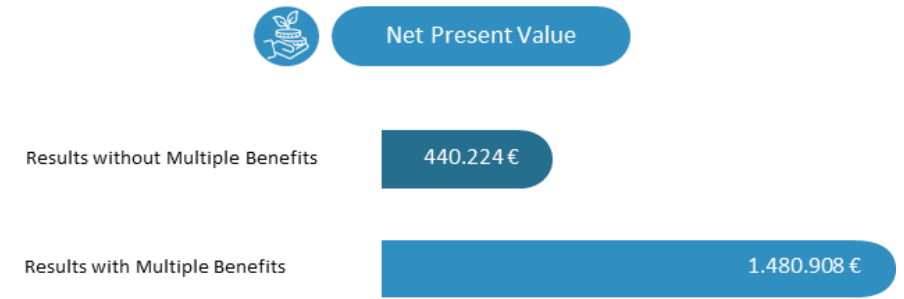 Net Present Value
Results without Multiple Benefits 440.224 €
Results with Multiple Benefits 1.480.908 €